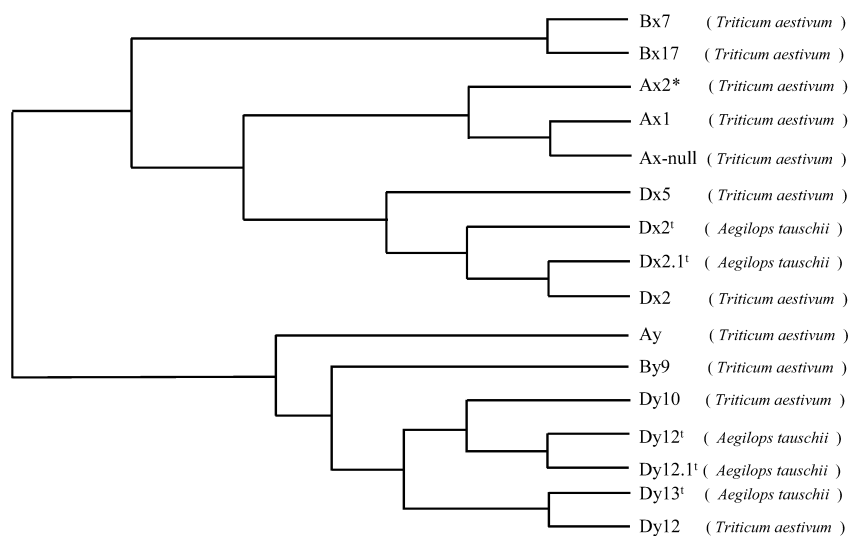 Bx7 ( Triticum aestivum )
Bx17 ( Triticum aestivum )
Ax2* ( Triticum aestivum )
Ax1 ( Triticum aestivum )
Ax-null ( Triticum aestivum )
Dx5 ( Triticum aestivum )
Dx2ᵗ ( Aegilops tauschii )
Dx2.1ᵗ ( Aegilops tauschii )
Dx2 ( Triticum aestivum )
Ay ( Triticum aestivum )
By9 ( Triticum aestivum )
Dy10 ( Triticum aestivum )
Dy12ᵗ ( Aegilops tauschii )
Dy12.1ᵗ ( Aegilops tauschii )
Dy13ᵗ ( Aegilops tauschii )
Dy12 ( Triticum aestivum )